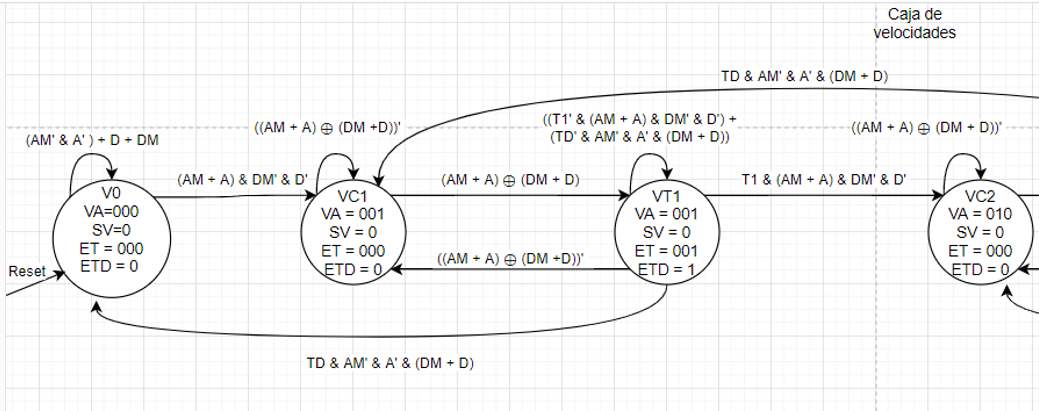 Caja de
velocidades
TD & AM' & A' & (DM + D)
(AM' & A' ) + D + DM
((AM + A) ⊕ (DM +D))'
((T1' & (AM + A) & DM' & D') +
(TD' & AM' & A' & (DM + D))
((AM + A) ⊕ (DM + D))'
(AM + A) & DM' & D'
(AM + A) ⊕ (DM + D)
T1 & (AM + A) & DM' & D'
V0
VA=000
SV=0
ET = 000
ETD = 0
VC1
VA = 001
SV = 0
ET = 000
ETD = 0
VT1
VA = 001
SV = 0
ET = 001
ETD = 1
VC2
VA = 010
SV = 0
ET = 000
ETD = 0
Reset
((AM + A) ⊕ (DM +D))'
TD & AM' & A' & (DM + D)